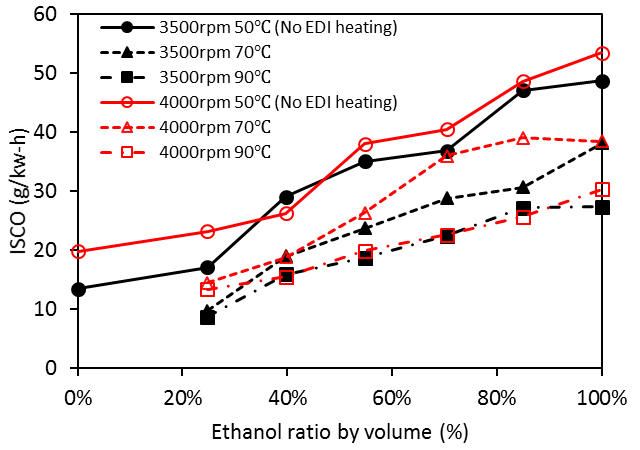 60
50
40
30
20
10
0
ISCO (g/kw-h)
3500rpm 50℃ (No EDI heating)
3500rpm 70℃
3500rpm 90℃
4000rpm 50℃ (No EDI heating)
4000rpm 70℃
4000rpm 90℃
0% 20% 40% 60% 80% 100%
Ethanol ratio by volume (%)